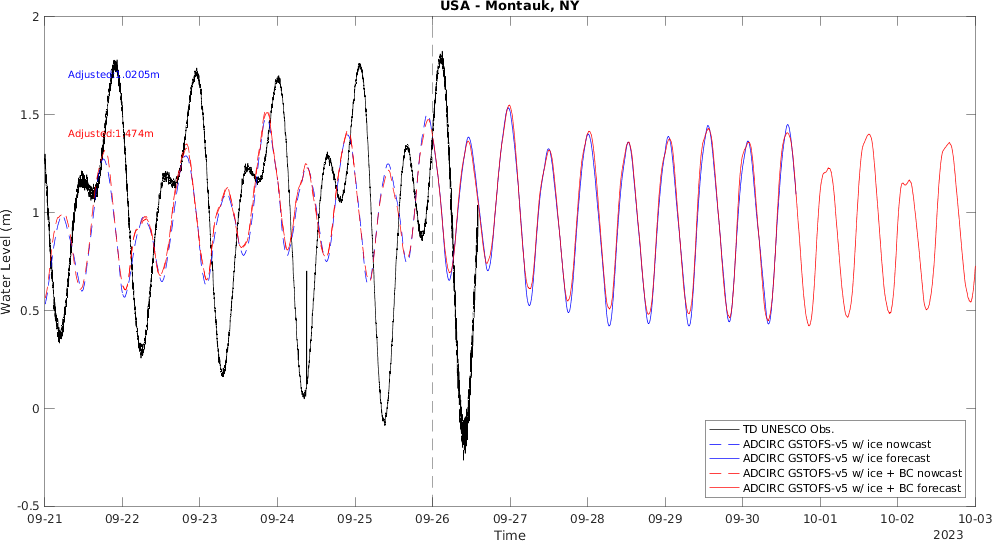 USA - Montauk, NY
2
1.5
1
0.5
0
-0.5
Water Level (m)
Adjusted:1.0205m
Adjusted:1.474m
TD UNESCO Obs.
ADCIRC GSTOFS-v5 w/ ice nowcast
ADCIRC GSTOFS-v5 w/ ice forecast
ADCIRC GSTOFS-v5 w/ ice + BC nowcast
ADCIRC GSTOFS-v5 w/ ice + BC forecast
09-21 09-22 09-23 09-24 09-25 09-26 09-27 09-28 09-29 09-30 10-01 10-02 10-03
Time
2023